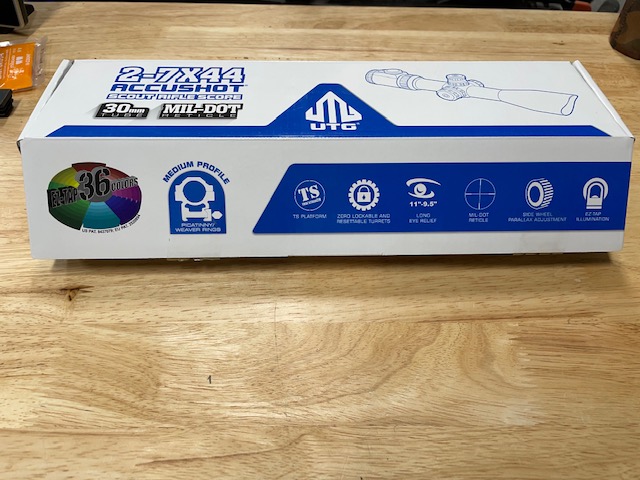 2-7X44
ACCUSHOT®
SCOUT RIFLE SCOPE
30mm
TUBE
MIL-DOT
RETICLE
UTG®
EZ-TAP 36 COLORS
MEDIUM PROFILE
PICATINNY/
WEAVER RINGS
TS
TS PLATFORM
ZERO LOCKABLE AND
RESETTABLE TURRETS
11"-9.5"
LONG
EYE RELIEF
MIL-DOT
RETICLE
SIDE WHEEL
PARALLAX ADJUSTMENT
EZ-TAP
ILLUMINATION